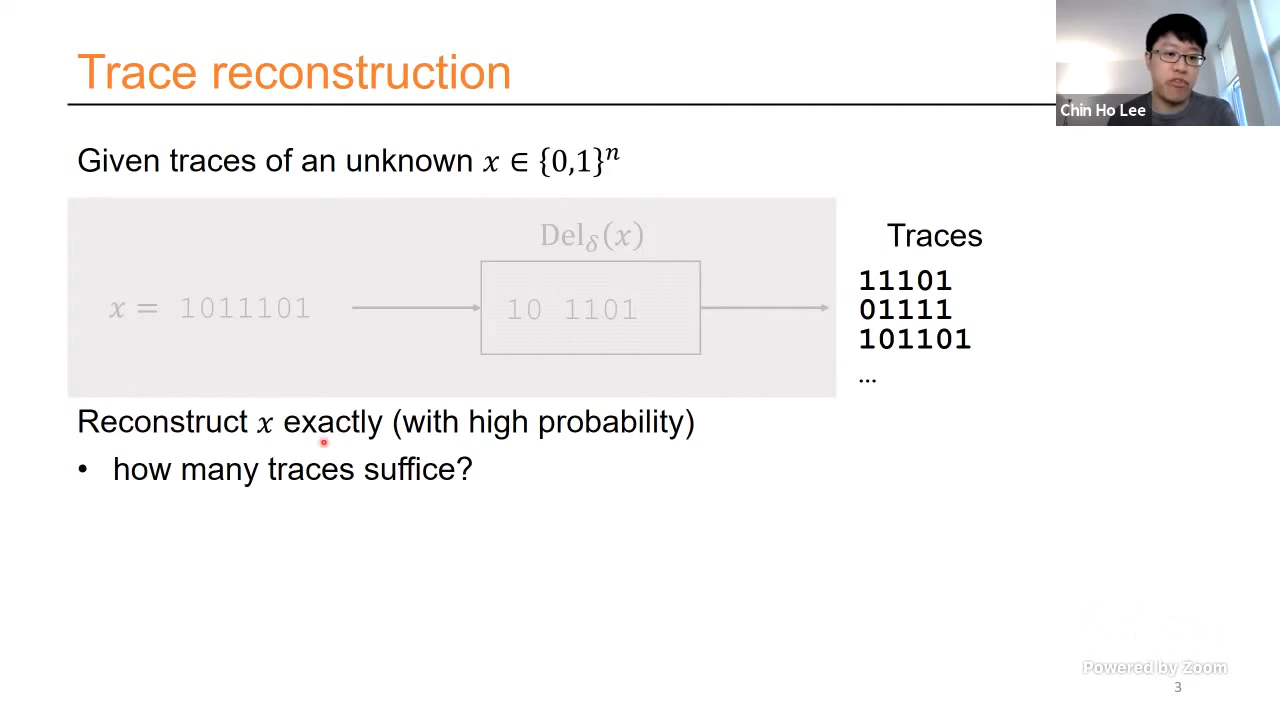 Trace reconstruction
Chin Ho Lee
Given traces of an unknown x ∈ {0,1}ⁿ
Del_δ(x)
Traces
x = 1011101
10 1101
11101
01111
101101
...
Reconstruct x exactly (with high probability)
• how many traces suffice?
Powered by Zoom
3